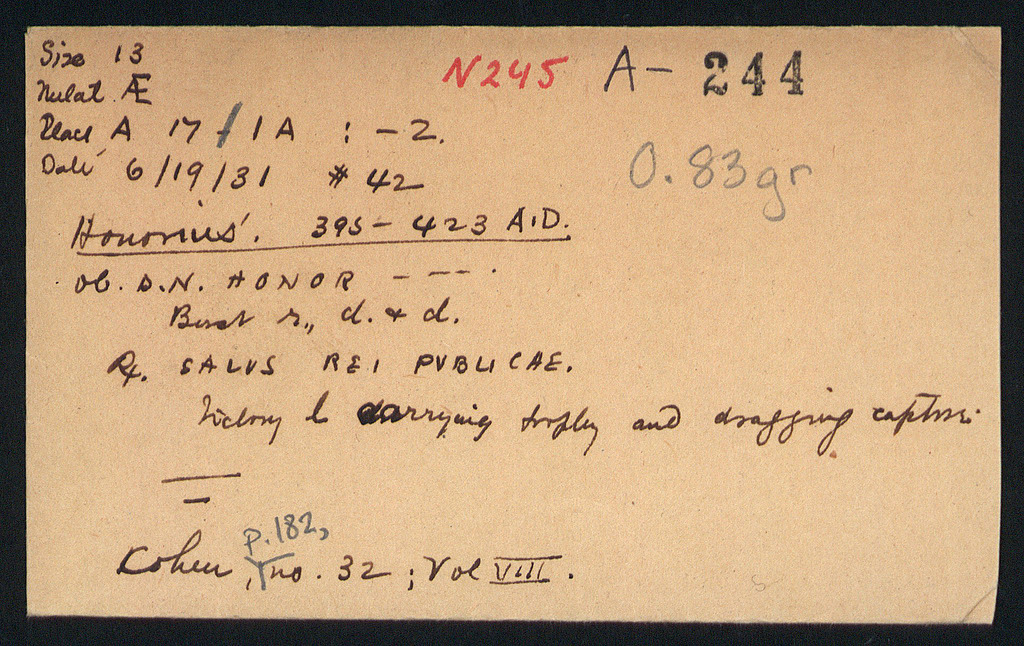 Size 13
N245 A- 244
Metal Æ
Place A 17/1A : -2.
0.83gr
Date 6/19/31 # 42
Honorius. 395-423 A.D.
ob. D.N. HONOR - - - .
Bust r., d. & d.
Rx. SALVS REI PVBLICAE.
Victory l carrying trophy and dragging captive.
—
p.182,
Cohen, no. 32 ; Vol VIII.